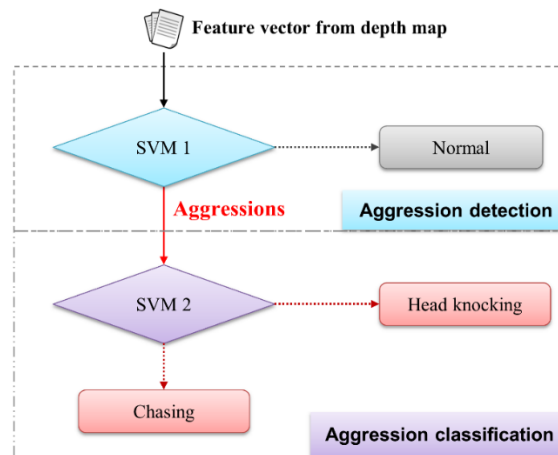 Feature vector from depth map
SVM 1
Normal
Aggressions
Aggression detection
SVM 2
Head knocking
Chasing
Aggression classification